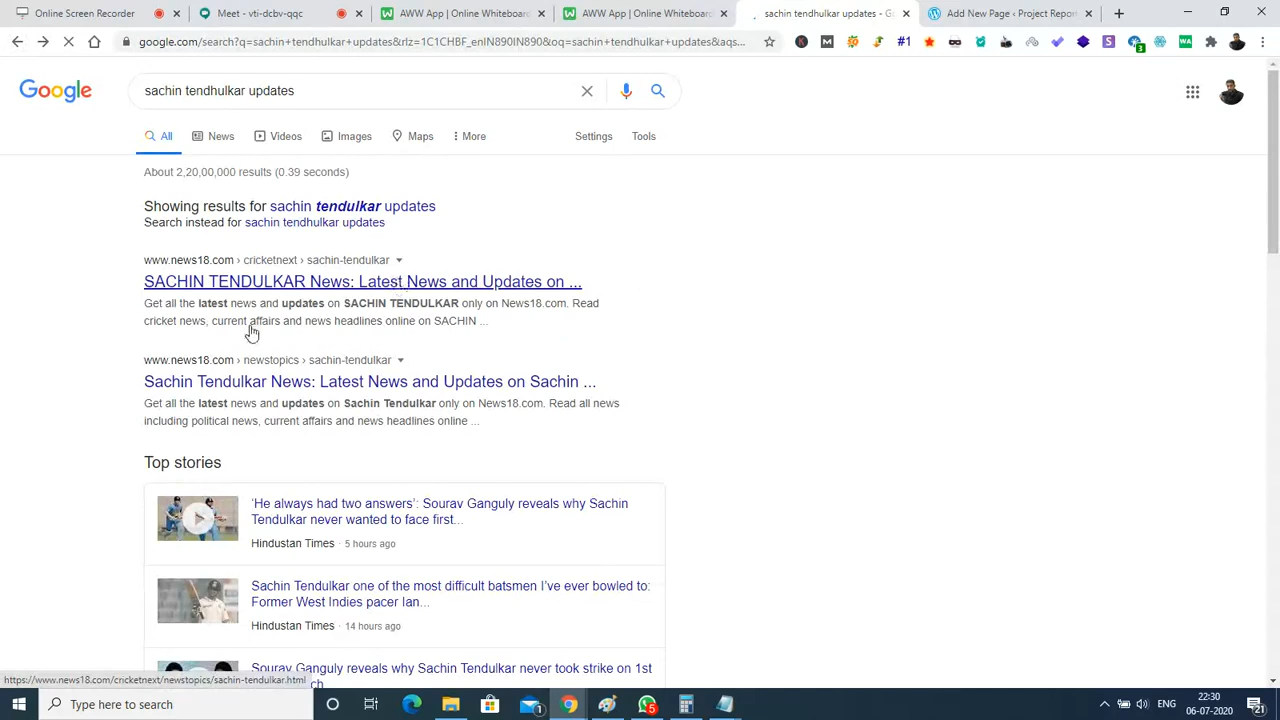 Online Screen Recorder
Meet - vti-dcbv-qqc
AWW App | Online Whiteboard
AWW App | Online Whiteboard
sachin tendhulkar updates - G
Add New Page - Project Report
google.com/search?q=sachin+tendhulkar+updates&rlz=1C1CHBF_enIN890IN890&oq=sachin+tendhulkar+updates&aqs...
#1
3
Google
sachin tendhulkar updates
All
News
Videos
Images
Maps
More
Settings
Tools
About 2,20,00,000 results (0.39 seconds)
Showing results for sachin tendulkar updates
Search instead for sachin tendhulkar updates
www.news18.com › cricketnext › sachin-tendulkar
SACHIN TENDULKAR News: Latest News and Updates on ...
Get all the latest news and updates on SACHIN TENDULKAR only on News18.com. Read
cricket news, current affairs and news headlines online on SACHIN ...
www.news18.com › newstopics › sachin-tendulkar
Sachin Tendulkar News: Latest News and Updates on Sachin ...
Get all the latest news and updates on Sachin Tendulkar only on News18.com. Read all news
including political news, current affairs and news headlines online ...
Top stories
‘He always had two answers’: Sourav Ganguly reveals why Sachin
Tendulkar never wanted to face first...
Hindustan Times · 5 hours ago
Sachin Tendulkar one of the most difficult batsmen I’ve ever bowled to:
Former West Indies pacer Ian...
Hindustan Times · 14 hours ago
Sourav Ganguly reveals why Sachin Tendulkar never took strike on 1st
https://www.news18.com/cricketnext/newstopics/sachin-tendulkar.html
Type here to search
1
5
ENG
22:30
06-07-2020
21